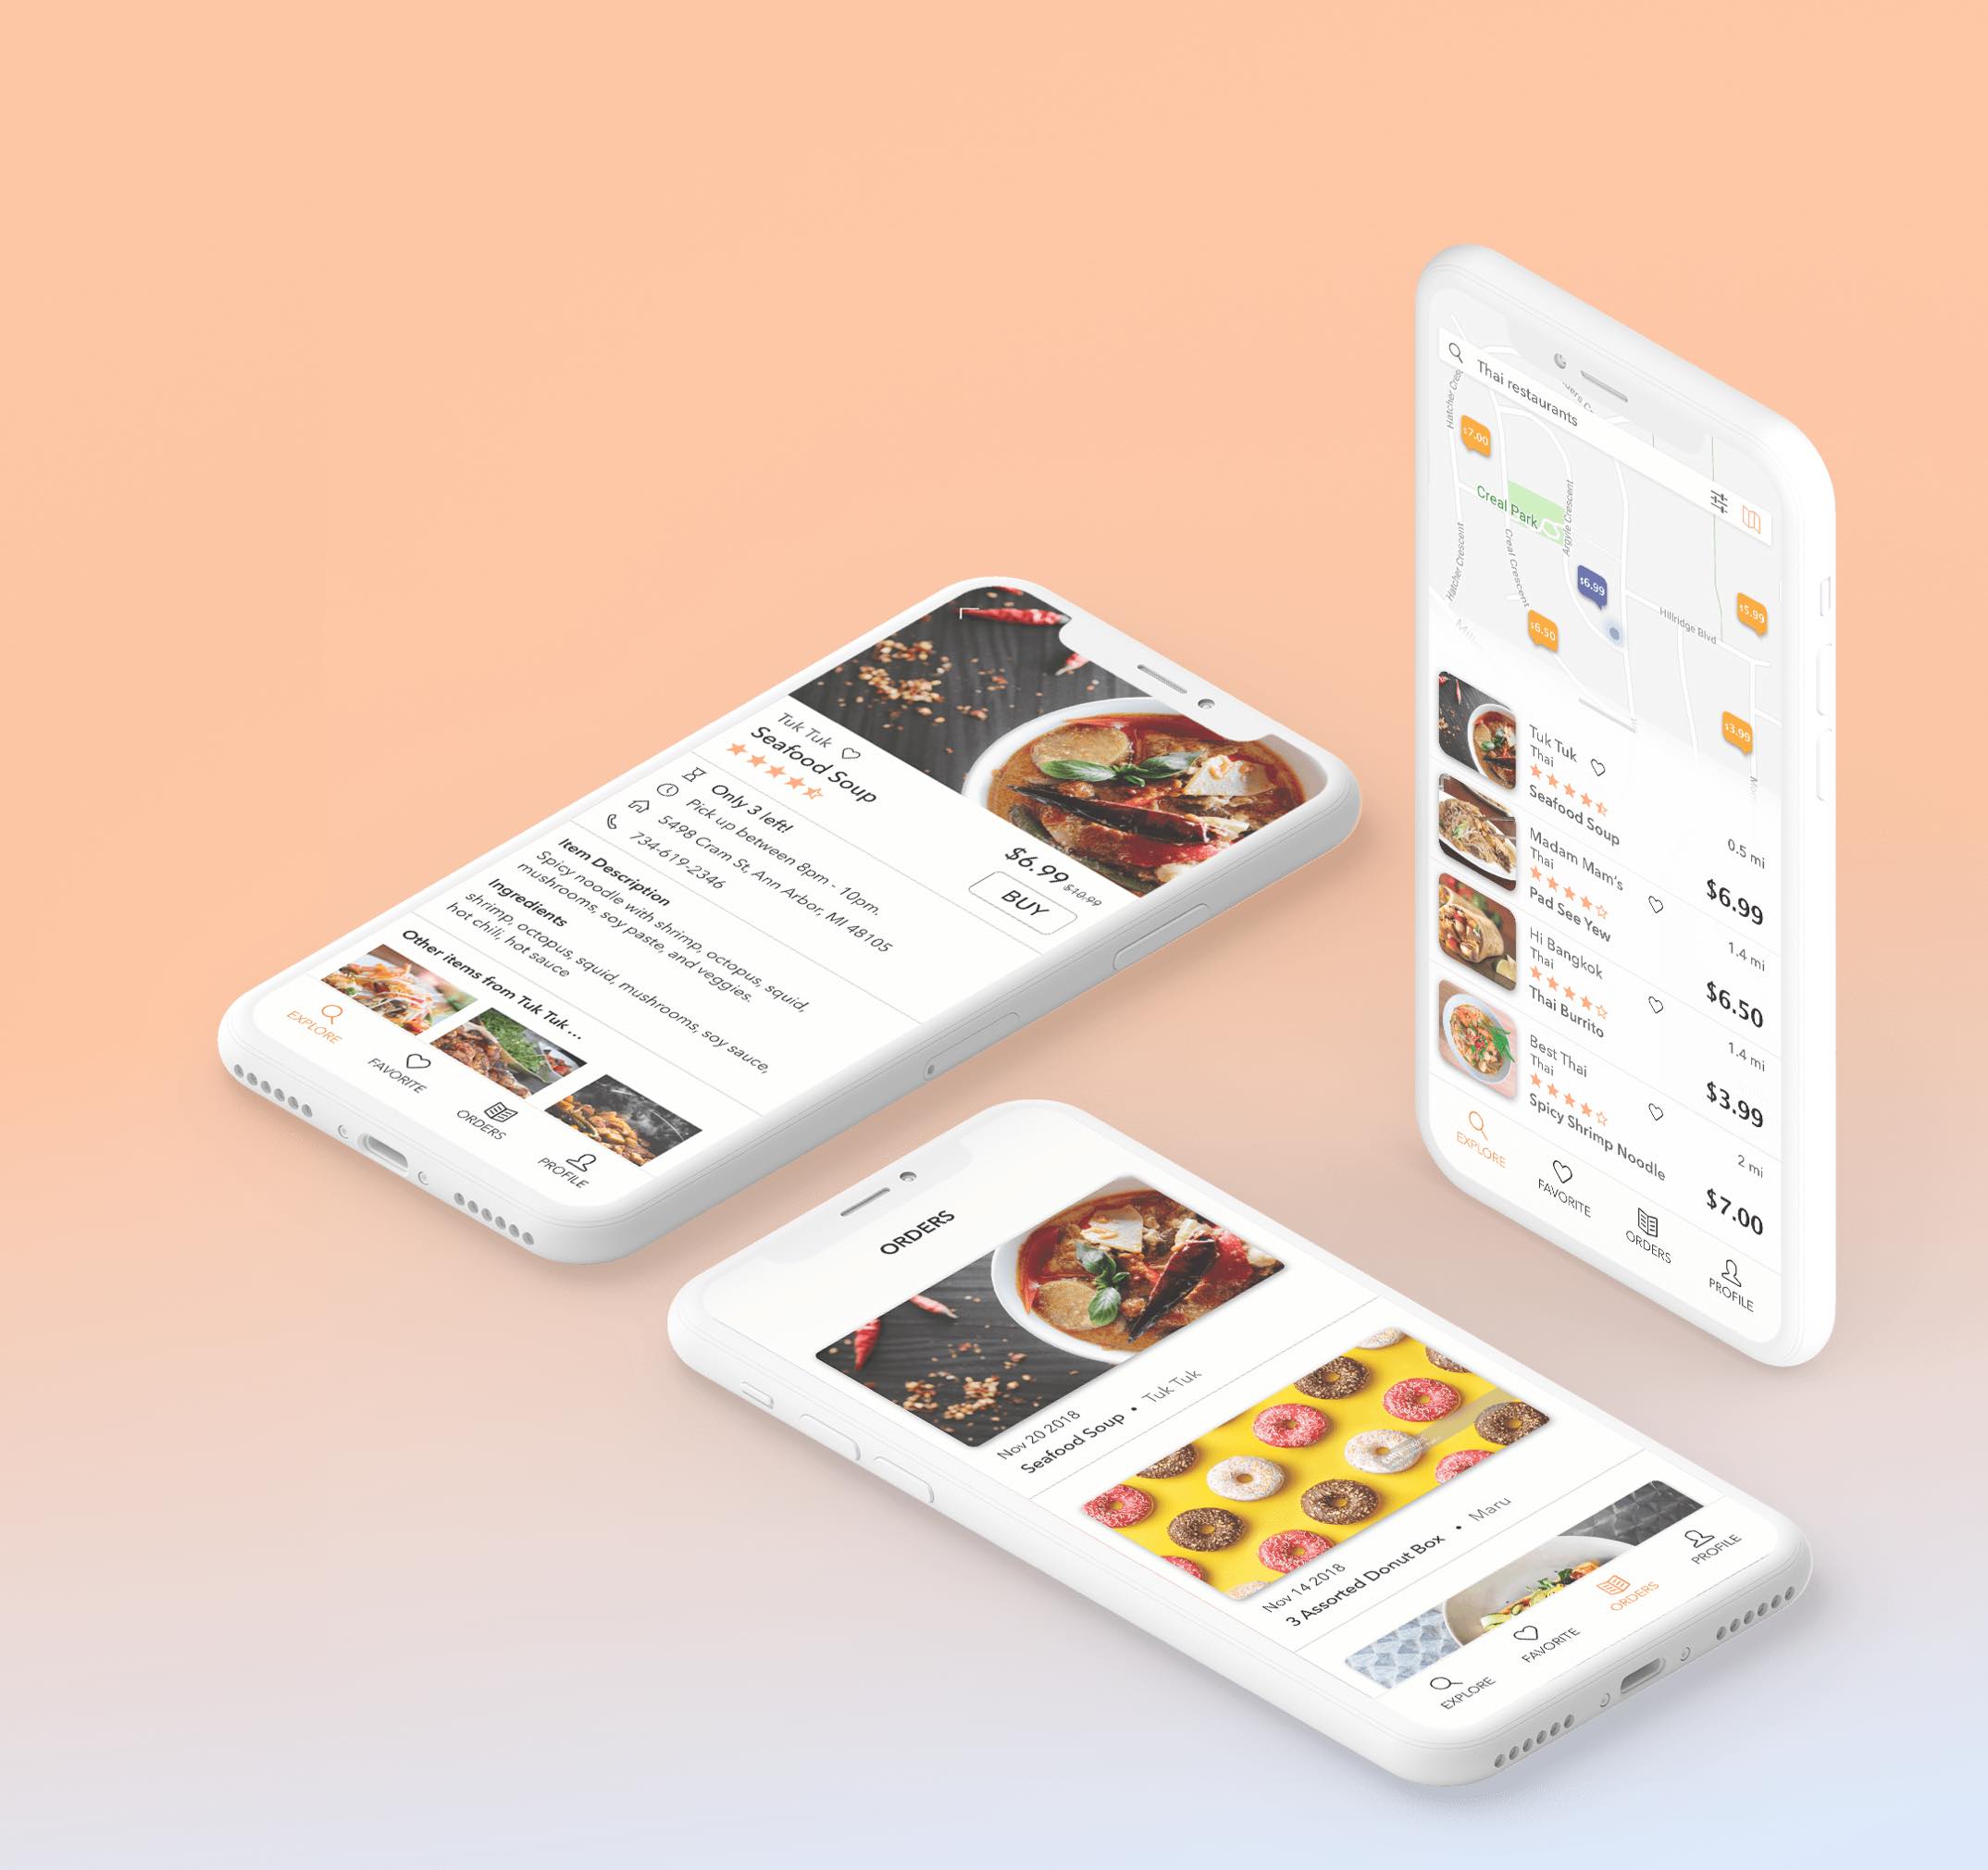 Tuk Tuk
Seafood Soup
$6.99 $10.99
BUY
Only 3 left!
Pick up between 8pm - 10pm.
5498 Cram St, Ann Arbor, MI 48105
734-619-2346
Item Description
Spicy noodle with shrimp, octopus, squid,
mushrooms, soy paste, and veggies.
Ingredients
shrimp, octopus, squid, mushrooms, soy sauce,
hot chili, hot sauce
Other items from Tuk Tuk ...
EXPLORE
FAVORITE
ORDERS
PROFILE
Thai restaurants
Hatcher Crescent
$7.00
Creal Park
Argyle Crescent
Creal Crescent
Hatcher Crescent
$6.99
$6.50
Hillridge Blvd
$5.99
$3.99
Tuk Tuk
Thai
Seafood Soup
0.5 mi
$6.99
Madam Mam's
Thai
Pad See Yew
1.4 mi
$6.50
Hi Bangkok
Thai
Thai Burrito
1.4 mi
$3.99
Best Thai
Thai
Spicy Shrimp Noodle
2 mi
$7.00
EXPLORE
FAVORITE
ORDERS
PROFILE
ORDERS
Nov 20 2018
Seafood Soup • Tuk Tuk
Nov 14 2018
3 Assorted Donut Box • Maru
EXPLORE
FAVORITE
ORDERS
PROFILE